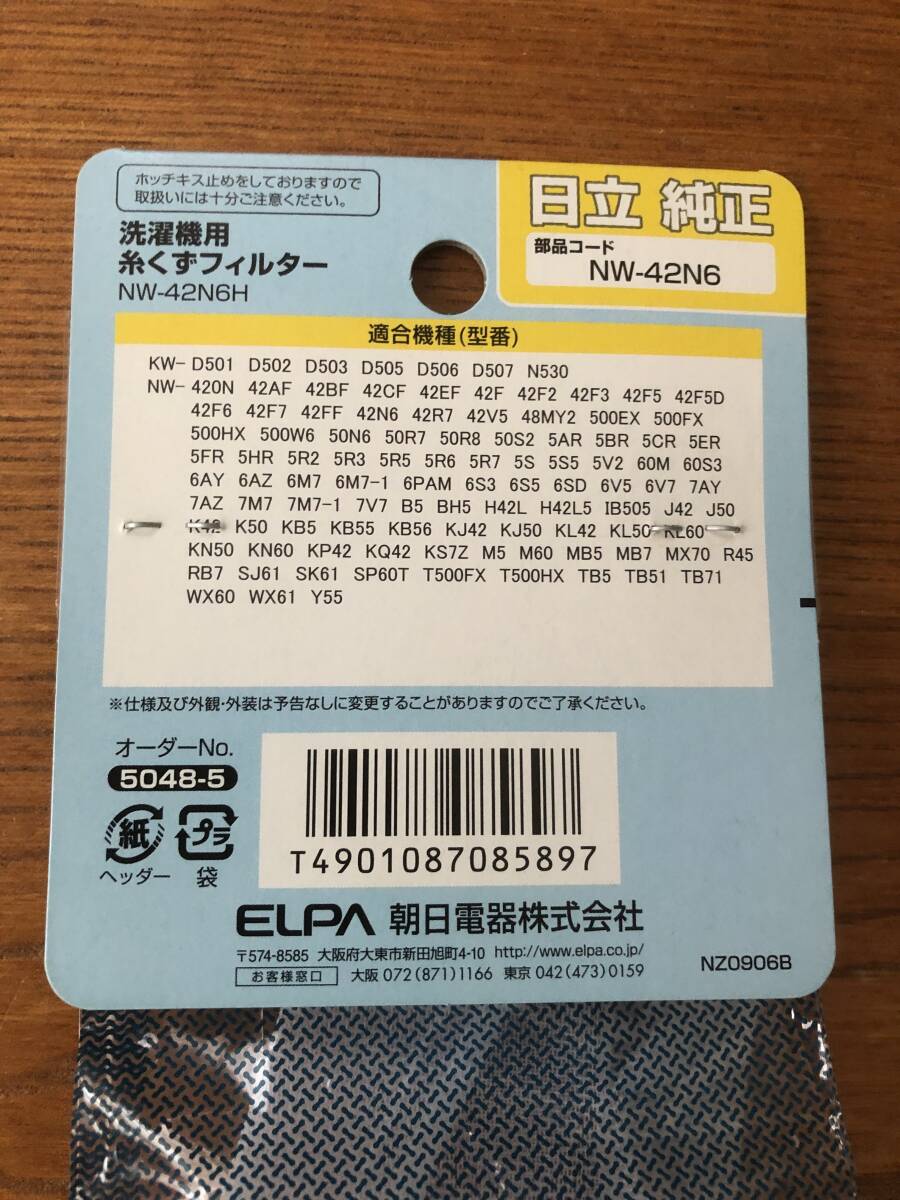 ホッチキス止めをしておりますので
取扱いには十分ご注意ください。
日立 純正
部品コード
NW-42N6
洗濯機用
糸くずフィルター
NW-42N6H
適合機種(型番)
KW- D501 D502 D503 D505 D506 D507 N530
NW- 420N 42AF 42BF 42CF 42EF 42F 42F2 42F3 42F5 42F5D
42F6 42F7 42FF 42N6 42R7 42V5 48MY2 500EX 500FX
500HX 500W6 50N6 50R7 50R8 50S2 5AR 5BR 5CR 5ER
5FR 5HR 5R2 5R3 5R5 5R6 5R7 5S 5S5 5V2 60M 60S3
6AY 6AZ 6M7 6M7-1 6PAM 6S3 6S5 6SD 6V5 6V7 7AY
7AZ 7M7 7M7-1 7V7 B5 BH5 H42L H42L5 IB505 J42 J50
K42 K50 KB5 KB55 KB56 KJ42 KJ50 KL42 KL50 KL60
KN50 KN60 KP42 KQ42 KS7Z M5 M60 MB5 MB7 MX70 R45
RB7 SJ61 SK61 SP60T T500FX T500HX TB5 TB51 TB71
WX60 WX61 Y55
※仕様及び外観・外装は予告なしに変更することがありますのでご了承ください。
オーダーNo.
5048-5
紙 プラ
ヘッダー 袋
T4901087085897
ELPA 朝日電器株式会社
〒574-8585 大阪府大東市新田旭町4-10 http://www.elpa.co.jp/
お客様窓口 大阪 072(871)1166 東京 042(473)0159
NZ0906B